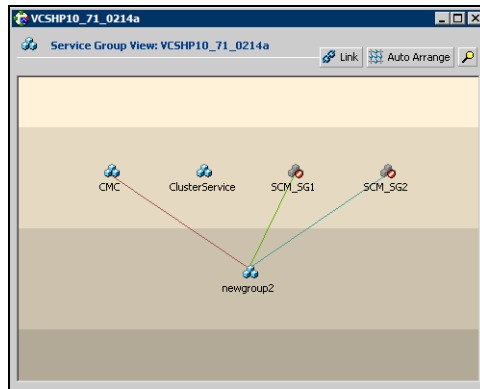 VCSHP10_71_0214a
Service Group View: VCSHP10_71_0214a
Link
Auto Arrange
CMC
ClusterService
SCM_SG1
SCM_SG2
newgroup2